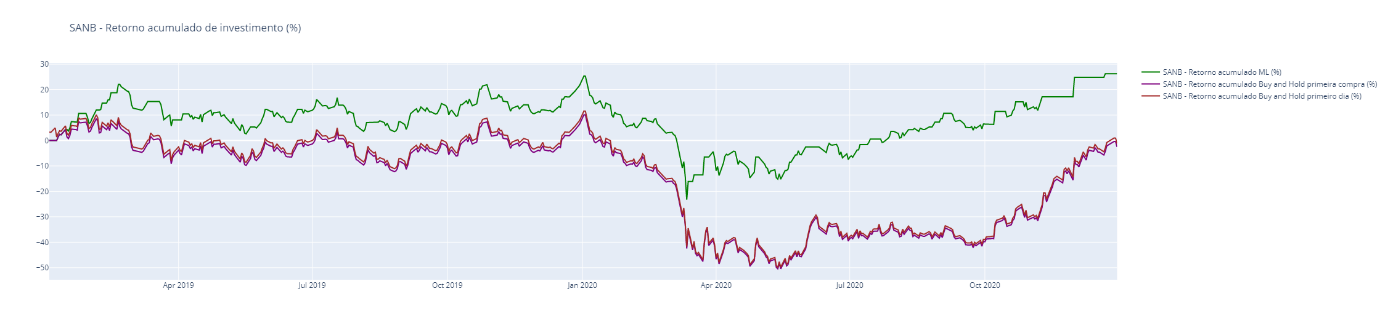 SANB - Retorno acumulado de investimento (%)
30
20
10
0
−10
−20
−30
−40
−50
Apr 2019
Jul 2019
Oct 2019
Jan 2020
Apr 2020
Jul 2020
Oct 2020
SANB - Retorno acumulado ML (%)
SANB - Retorno acumulado Buy and Hold primeira compra (%)
SANB - Retorno acumulado Buy and Hold primeiro dia (%)